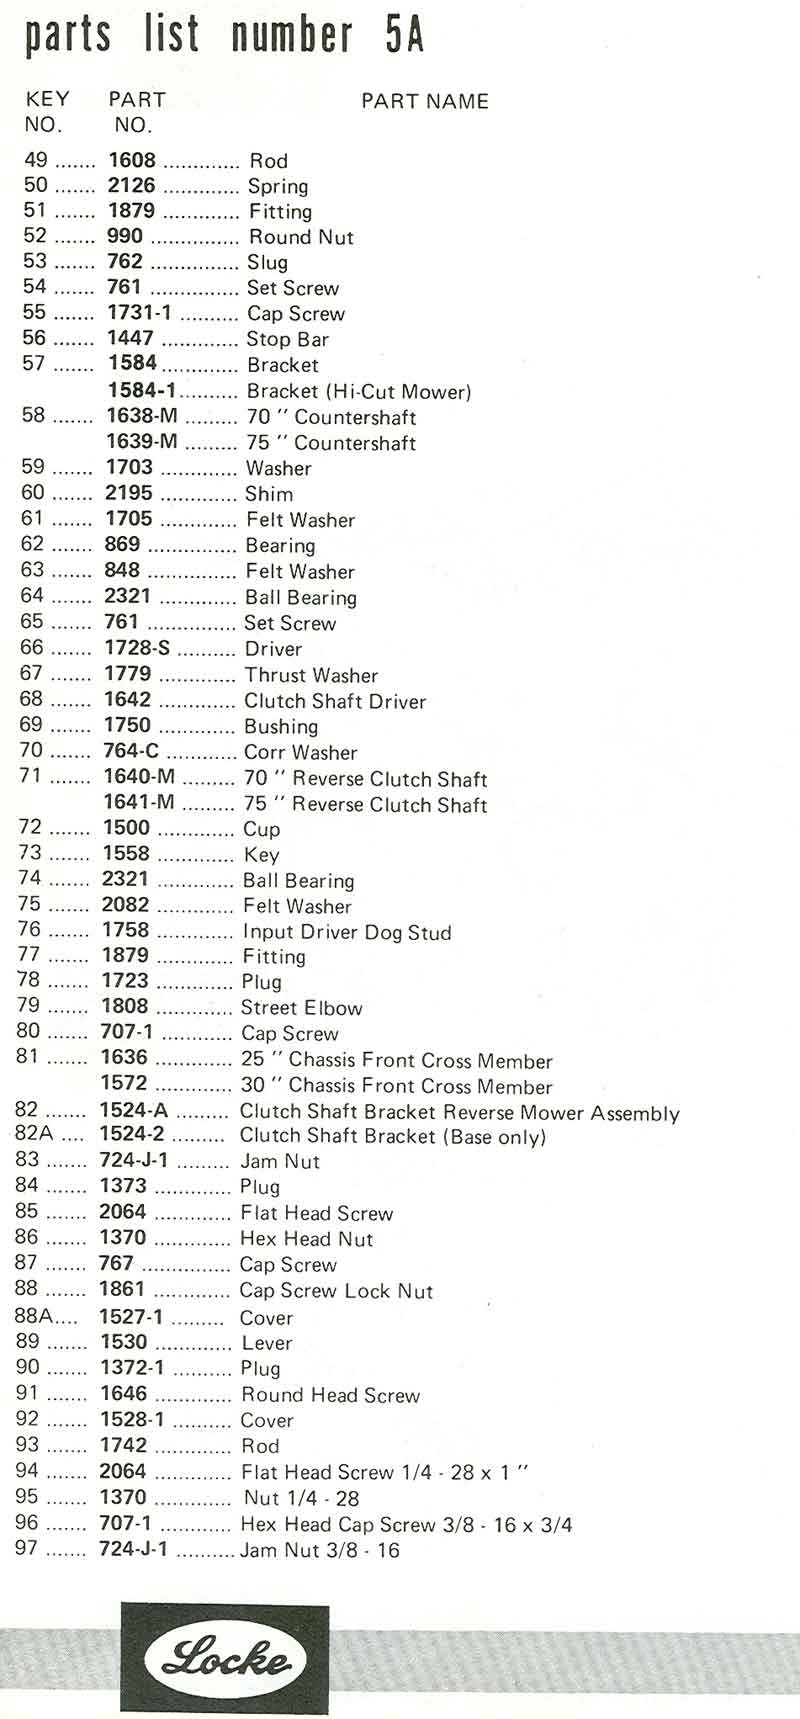 parts list number 5A
KEY PART PART NAME
NO. NO.
49 ....... 1608 ............. Rod
50 ....... 2126 ............. Spring
51 ....... 1879 ............. Fitting
52 ....... 990 ............... Round Nut
53 ....... 762 ............... Slug
54 ....... 761 ............... Set Screw
55 ....... 1731-1 .......... Cap Screw
56 ....... 1447 ............. Stop Bar
57 ....... 1584 ............. Bracket
1584-1 .......... Bracket (Hi-Cut Mower)
58 ....... 1638-M ......... 70 " Countershaft
1639-M ......... 75 " Countershaft
59 ....... 1703 ............. Washer
60 ....... 2195 ............. Shim
61 ....... 1705 ............. Felt Washer
62 ....... 869 ............... Bearing
63 ....... 848 ............... Felt Washer
64 ....... 2321 ............. Ball Bearing
65 ....... 761 ............... Set Screw
66 ....... 1728-S .......... Driver
67 ....... 1779 ............. Thrust Washer
68 ....... 1642 ............. Clutch Shaft Driver
69 ....... 1750 ............. Bushing
70 ....... 764-C ............ Corr Washer
71 ....... 1640-M ......... 70 " Reverse Clutch Shaft
1641-M ......... 75 " Reverse Clutch Shaft
72 ....... 1500 ............. Cup
73 ....... 1558 ............. Key
74 ....... 2321 ............. Ball Bearing
75 ....... 2082 ............. Felt Washer
76 ....... 1758 ............. Input Driver Dog Stud
77 ....... 1879 ............. Fitting
78 ....... 1723 ............. Plug
79 ....... 1808 ............. Street Elbow
80 ....... 707-1 ............ Cap Screw
81 ....... 1636 ............. 25 " Chassis Front Cross Member
1572 ............. 30 " Chassis Front Cross Member
82 ....... 1524-A ......... Clutch Shaft Bracket Reverse Mower Assembly
82A .... 1524-2 ......... Clutch Shaft Bracket (Base only)
83 ....... 724-J-1 ......... Jam Nut
84 ....... 1373 ............. Plug
85 ....... 2064 ............. Flat Head Screw
86 ....... 1370 ............. Hex Head Nut
87 ....... 767 ............... Cap Screw
88 ....... 1861 ............. Cap Screw Lock Nut
88A.... 1527-1 ......... Cover
89 ....... 1530 ............. Lever
90 ....... 1372-1 .......... Plug
91 ....... 1646 ............. Round Head Screw
92 ....... 1528-1 .......... Cover
93 ....... 1742 ............. Rod
94 ....... 2064 ............. Flat Head Screw 1/4 - 28 x 1 "
95 ....... 1370 ............. Nut 1/4 - 28
96 ....... 707-1 ............ Hex Head Cap Screw 3/8 - 16 x 3/4
97 ....... 724-J-1 .......... Jam Nut 3/8 - 16
Locke